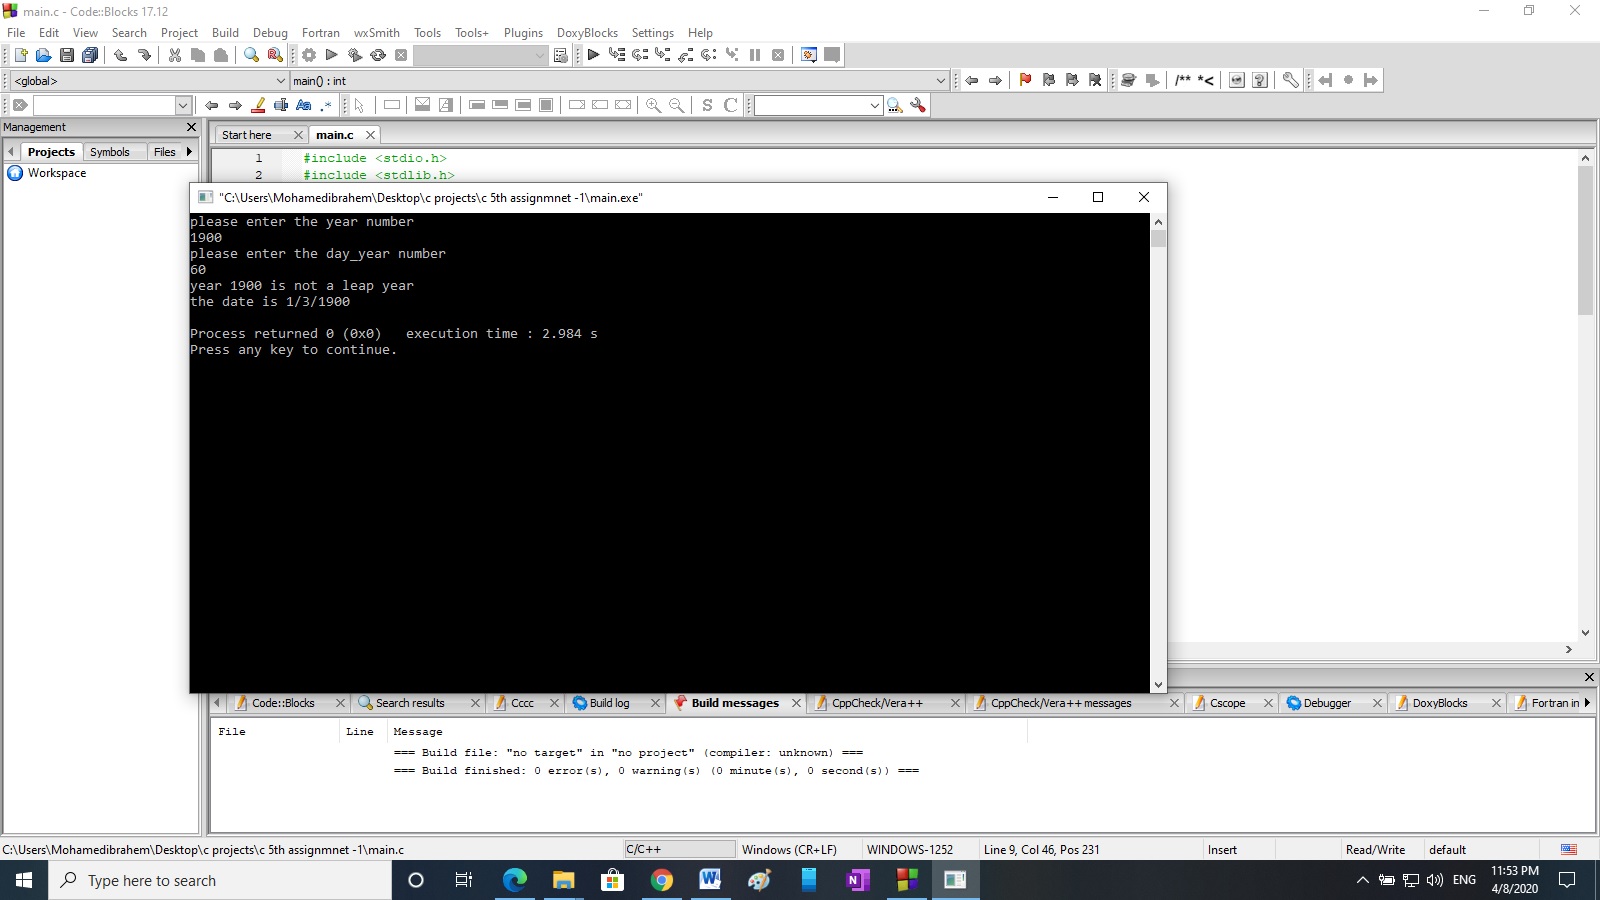 main.c - Code::Blocks 17.12
File Edit View Search Project Build Debug Fortran wxSmith Tools Tools+ Plugins DoxyBlocks Settings Help
<global> main() : int /** *<
Aa .* S C
Management
Start here main.c
Projects Symbols Files
1 #include <stdio.h>
Workspace
2 #include <stdlib.h>
"C:\Users\Mohamedibrahem\Desktop\c projects\c 5th assignmnet -1\main.exe"
please enter the year number
1900
please enter the day_year number
60
year 1900 is not a leap year
the date is 1/3/1900
Process returned 0 (0x0) execution time : 2.984 s
Press any key to continue.
Code::Blocks Search results Cccc Build log Build messages CppCheck/Vera++ CppCheck/Vera++ messages Cscope Debugger DoxyBlocks Fortran in
File Line Message
=== Build file: "no target" in "no project" (compiler: unknown) ===
=== Build finished: 0 error(s), 0 warning(s) (0 minute(s), 0 second(s)) ===
C:\Users\Mohamedibrahem\Desktop\c projects\c 5th assignmnet -1\main.c C/C++ Windows (CR+LF) WINDOWS-1252 Line 9, Col 46, Pos 231 Insert Read/Write default
Type here to search ENG 11:53 PM
4/8/2020